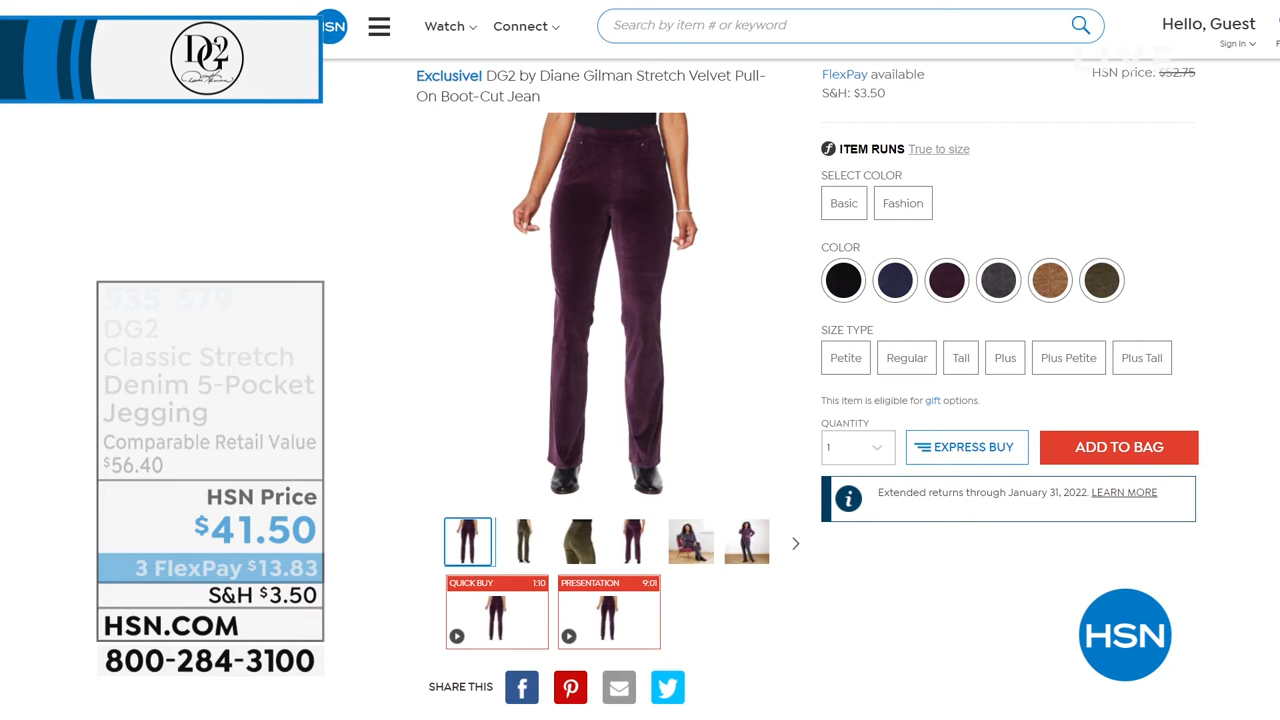 DG2
HSN
Watch
Connect
Search by item # or keyword
Hello, Guest
Sign In
LIVE
Exclusive! DG2 by Diane Gilman Stretch Velvet Pull-
On Boot-Cut Jean
FlexPay available
HSN price: $52.75
S&H: $3.50
ITEM RUNS True to size
SELECT COLOR
Basic
Fashion
COLOR
SIZE TYPE
Petite
Regular
Tall
Plus
Plus Petite
Plus Tall
This item is eligible for gift options.
QUANTITY
1
EXPRESS BUY
ADD TO BAG
i
Extended returns through January 31, 2022. LEARN MORE
535-579
DG2
Classic Stretch
Denim 5-Pocket
Jegging
Comparable Retail Value
$56.40
HSN Price
$41.50
3 FlexPay $13.83
S&H $3.50
HSN.COM
800-284-3100
QUICK BUY 1:10
PRESENTATION 9:01
SHARE THIS
HSN